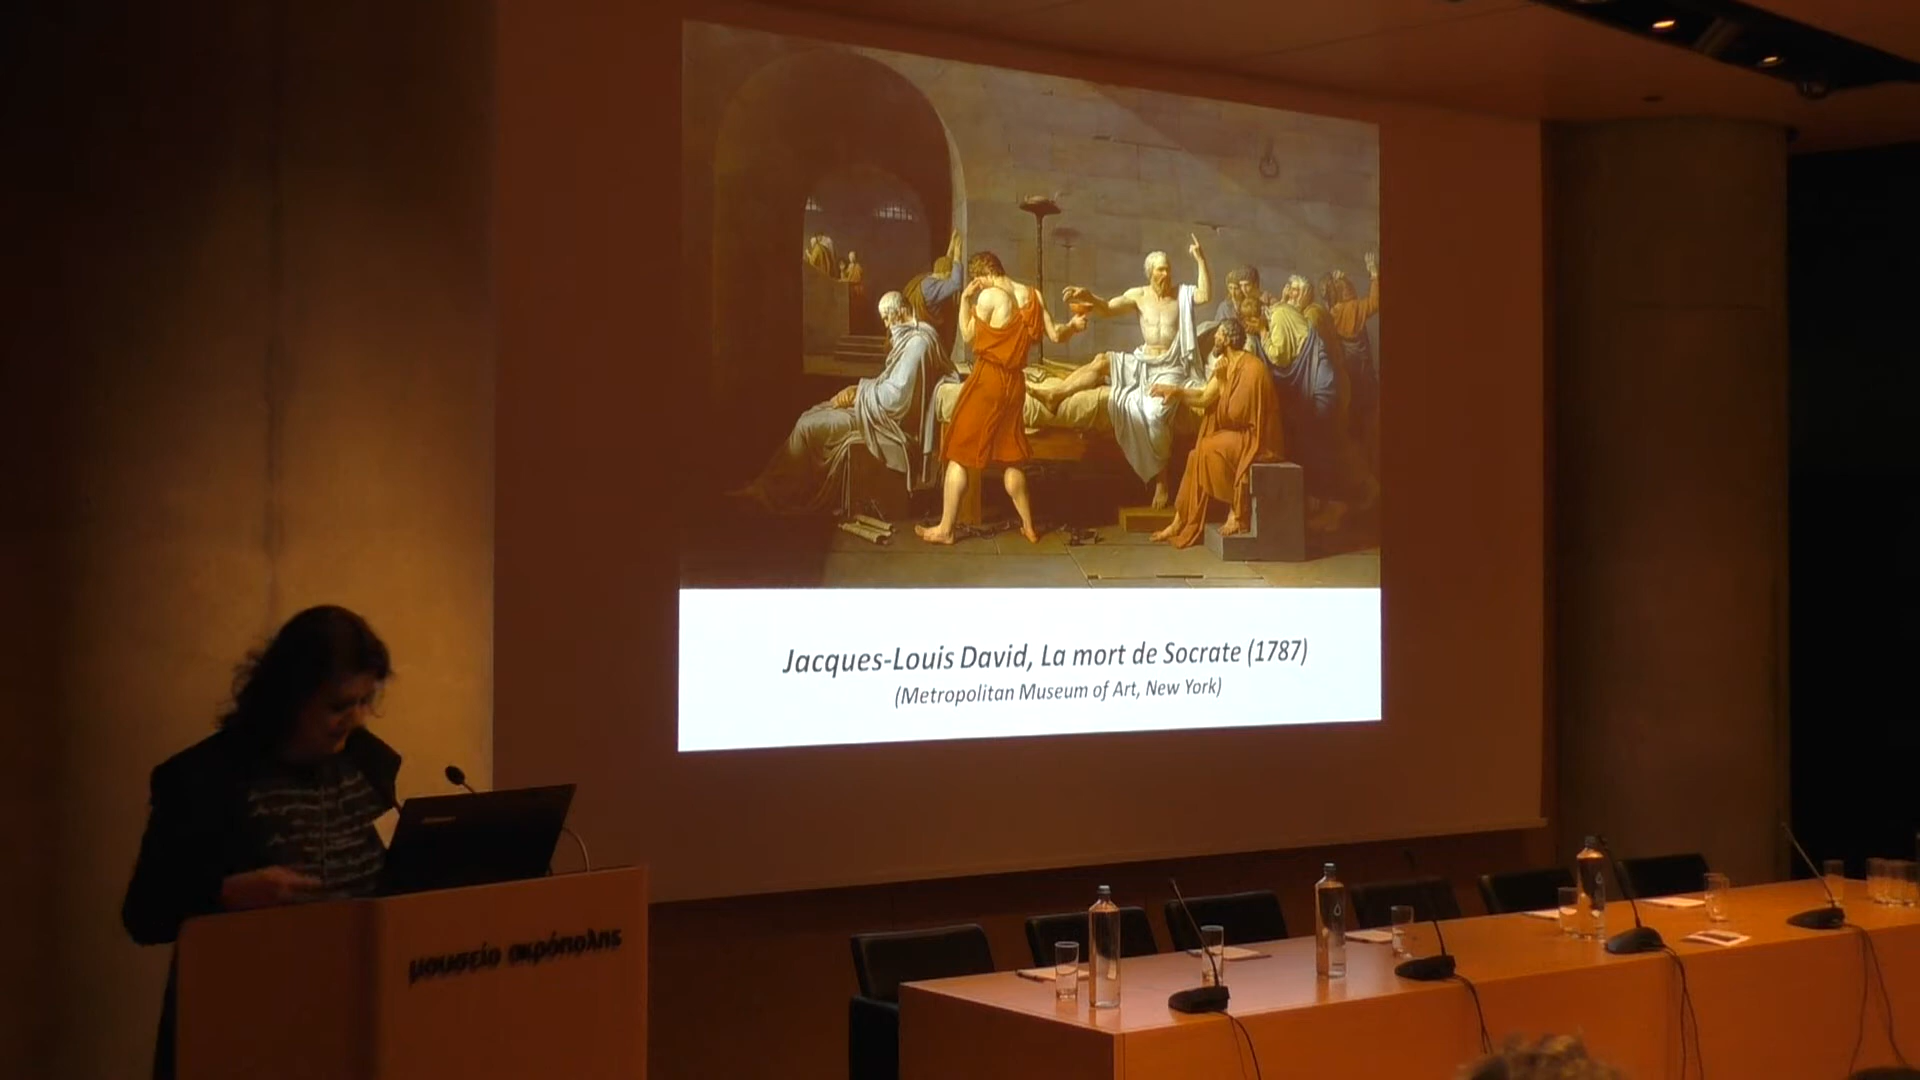 Jacques-Louis David, La mort de Socrate (1787)
(Metropolitan Museum of Art, New York)
μουσείο ακρόπολης